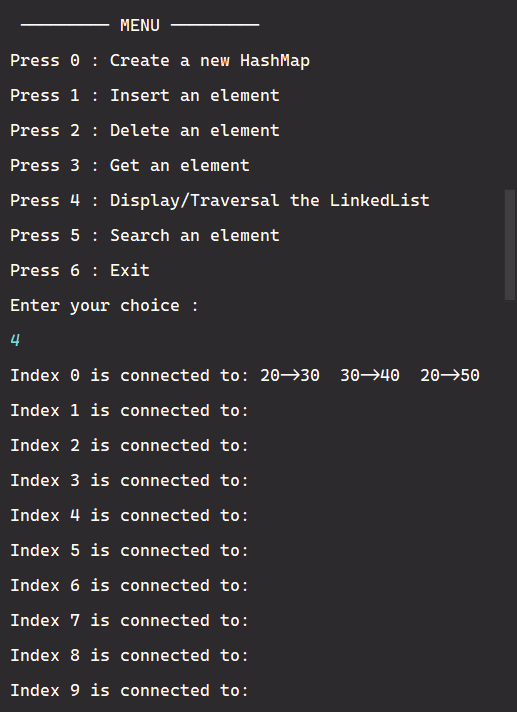 ────────── MENU ──────────
Press 0 : Create a new HashMap
Press 1 : Insert an element
Press 2 : Delete an element
Press 3 : Get an element
Press 4 : Display/Traversal the LinkedList
Press 5 : Search an element
Press 6 : Exit
Enter your choice :
4
Index 0 is connected to: 20->30  30->40  20->50
Index 1 is connected to:
Index 2 is connected to:
Index 3 is connected to:
Index 4 is connected to:
Index 5 is connected to:
Index 6 is connected to:
Index 7 is connected to:
Index 8 is connected to:
Index 9 is connected to: